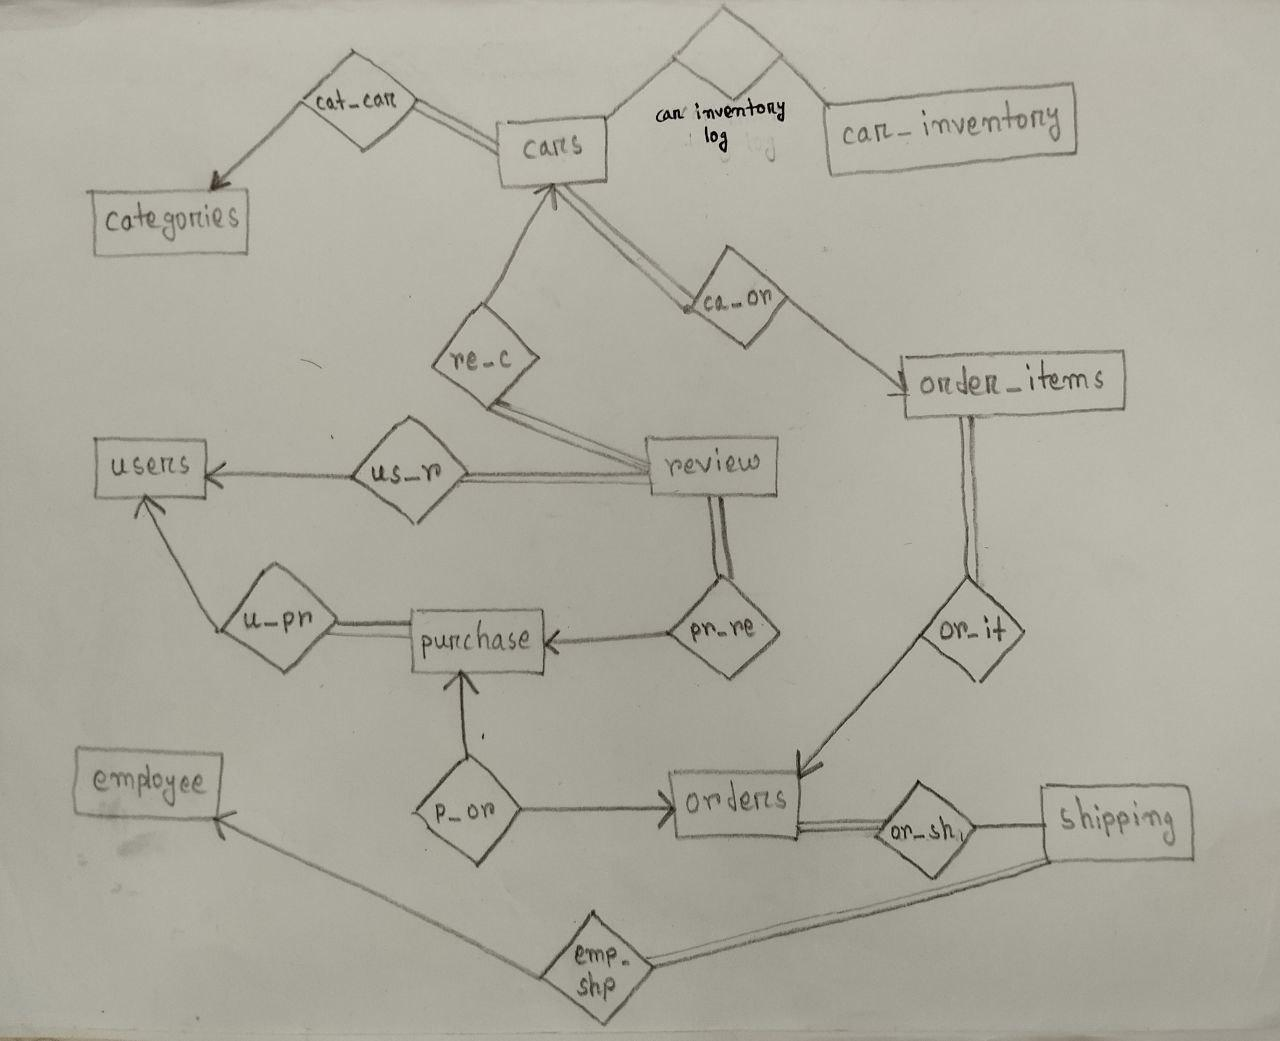 cat_car
car inventory
log
car_inventory
cars
categories
ca_or
re_c
order_items
users
us_r
review
u_pr
purchase
pr_re
or_it
employee
p_or
orders
or_sh
shipping
emp_
shp